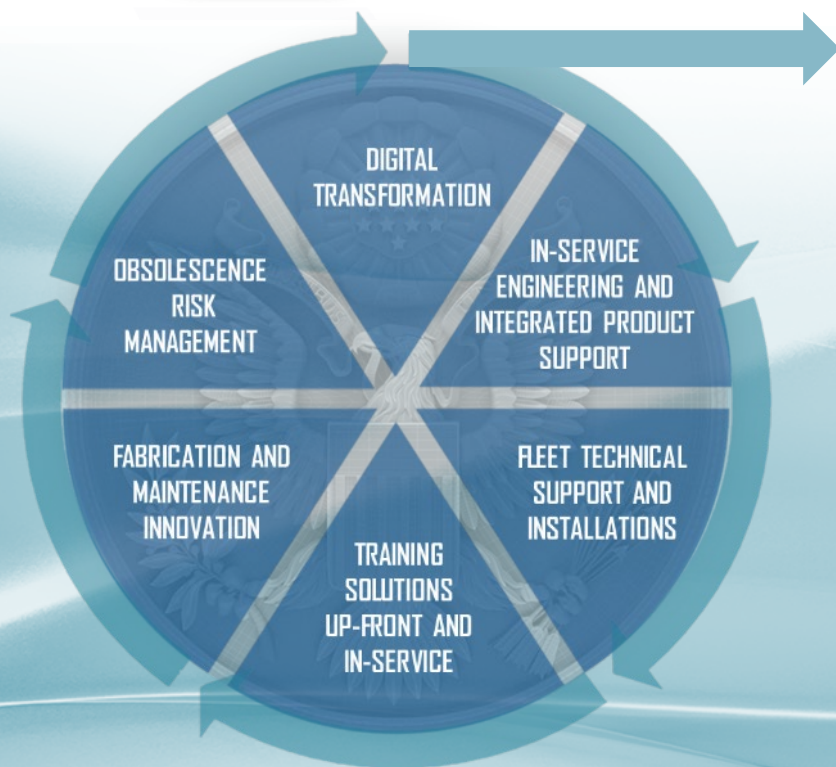 DIGITAL
TRANSFORMATION
IN-SERVICE
ENGINEERING AND
INTEGRATED PRODUCT
SUPPORT
FLEET TECHNICAL
SUPPORT AND
INSTALLATIONS
TRAINING
SOLUTIONS
UP-FRONT AND
IN-SERVICE
FABRICATION AND
MAINTENANCE
INNOVATION
OBSOLESCENCE
RISK
MANAGEMENT